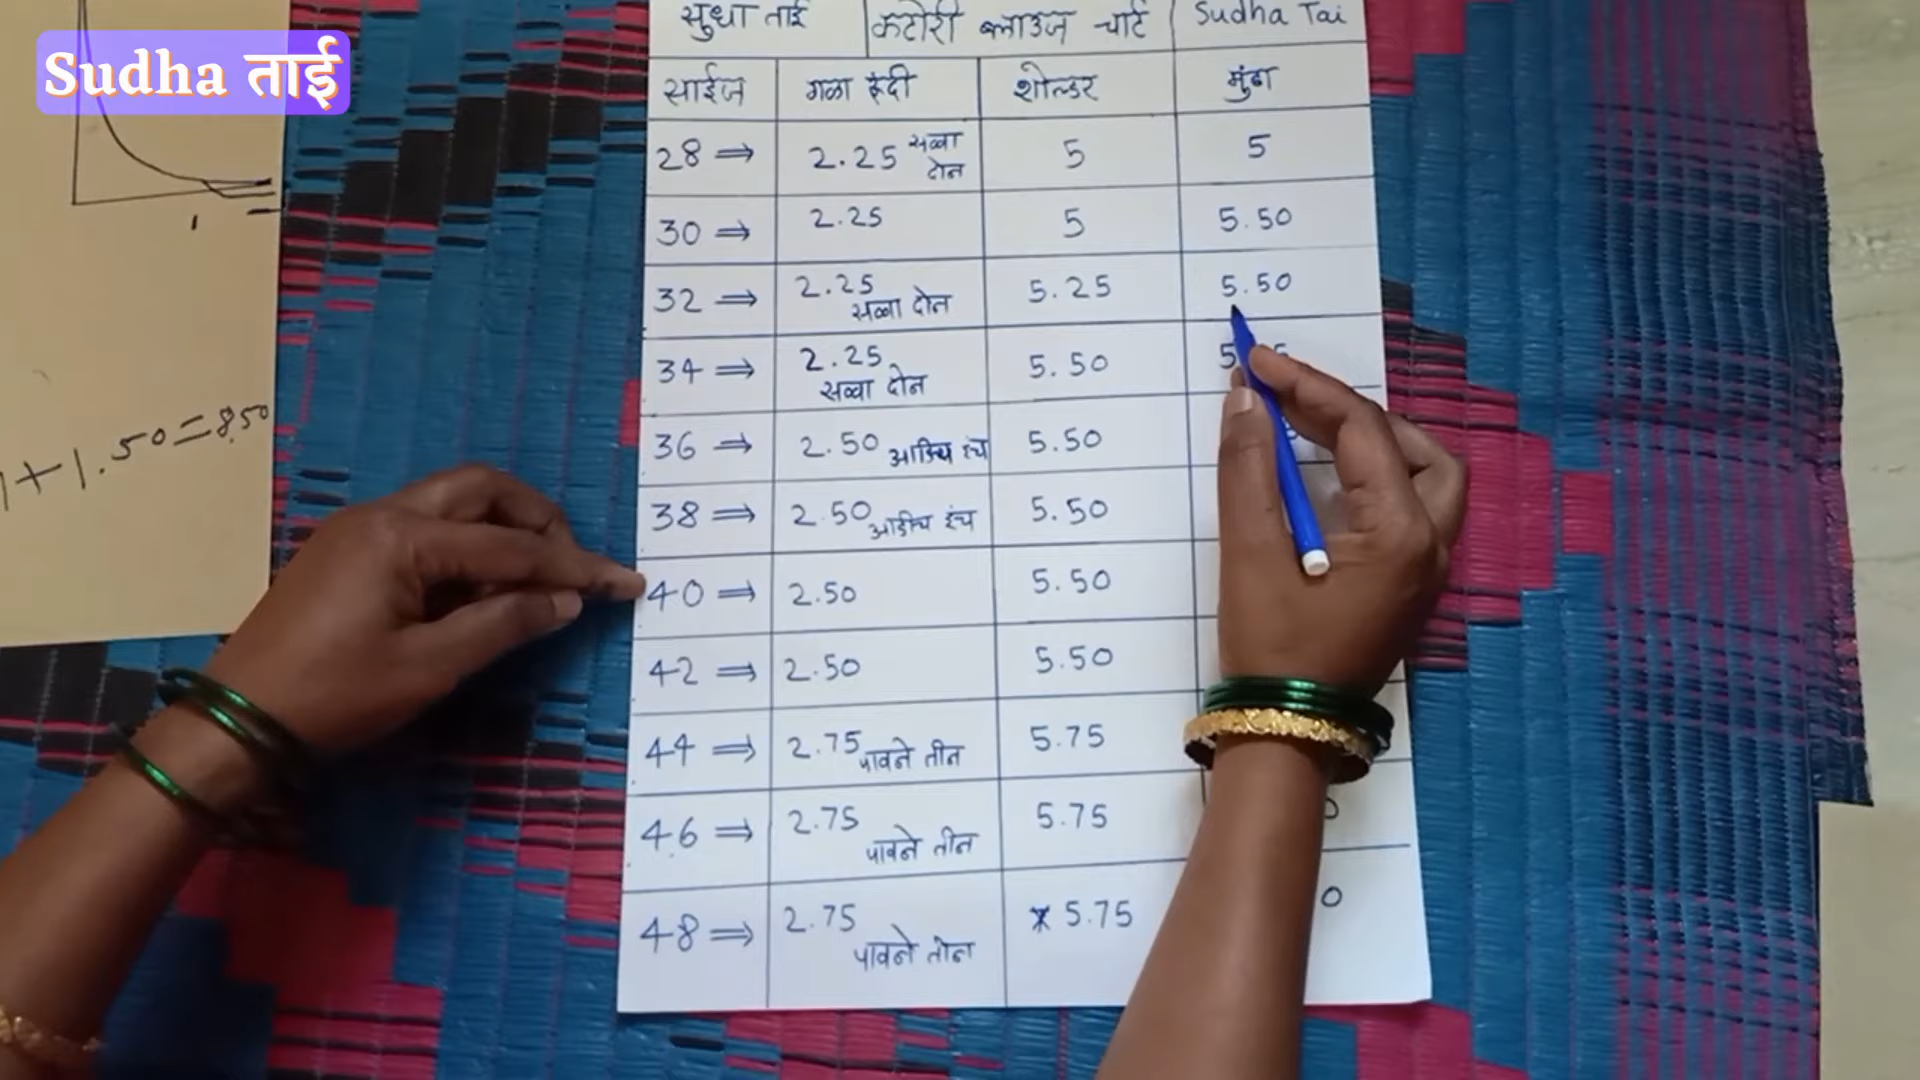 Sudha ताई
सुधा ताई कटोरी ब्लाउज चार्ट Sudha Tai
साईज गळा रूंदी शोल्डर मुंढा
28 ⇒ 2.25 सव्वा दोन 5 5
30 ⇒ 2.25 5 5.50
32 ⇒ 2.25 सव्वा दोन 5.25 5.50
34 ⇒ 2.25 सव्वा दोन 5.50
36 ⇒ 2.50 आडिच इंच 5.50
38 ⇒ 2.50 आडीच इंच 5.50
40 ⇒ 2.50 5.50
42 ⇒ 2.50 5.50
44 ⇒ 2.75 पावने तीन 5.75
46 ⇒ 2.75 पावने तीन 5.75
48 ⇒ 2.75 पावने तीन 5.75
1
+1.50=8.50